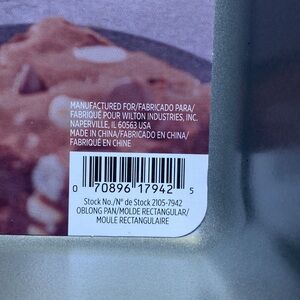 MANUFACTURED FOR/FABRICADO PARA/
FABRIQUÉ POUR WILTON INDUSTRIES, INC.
NAPERVILLE, IL 60563 USA
MADE IN CHINA/FABRICADO EN CHINA/
FABRIQUÉ EN CHINE
0 70896 17942 5
Stock No./N° de Stock 2105-7942
OBLONG PAN/MOLDE RECTANGULAR/
MOULE RECTANGULAIRE